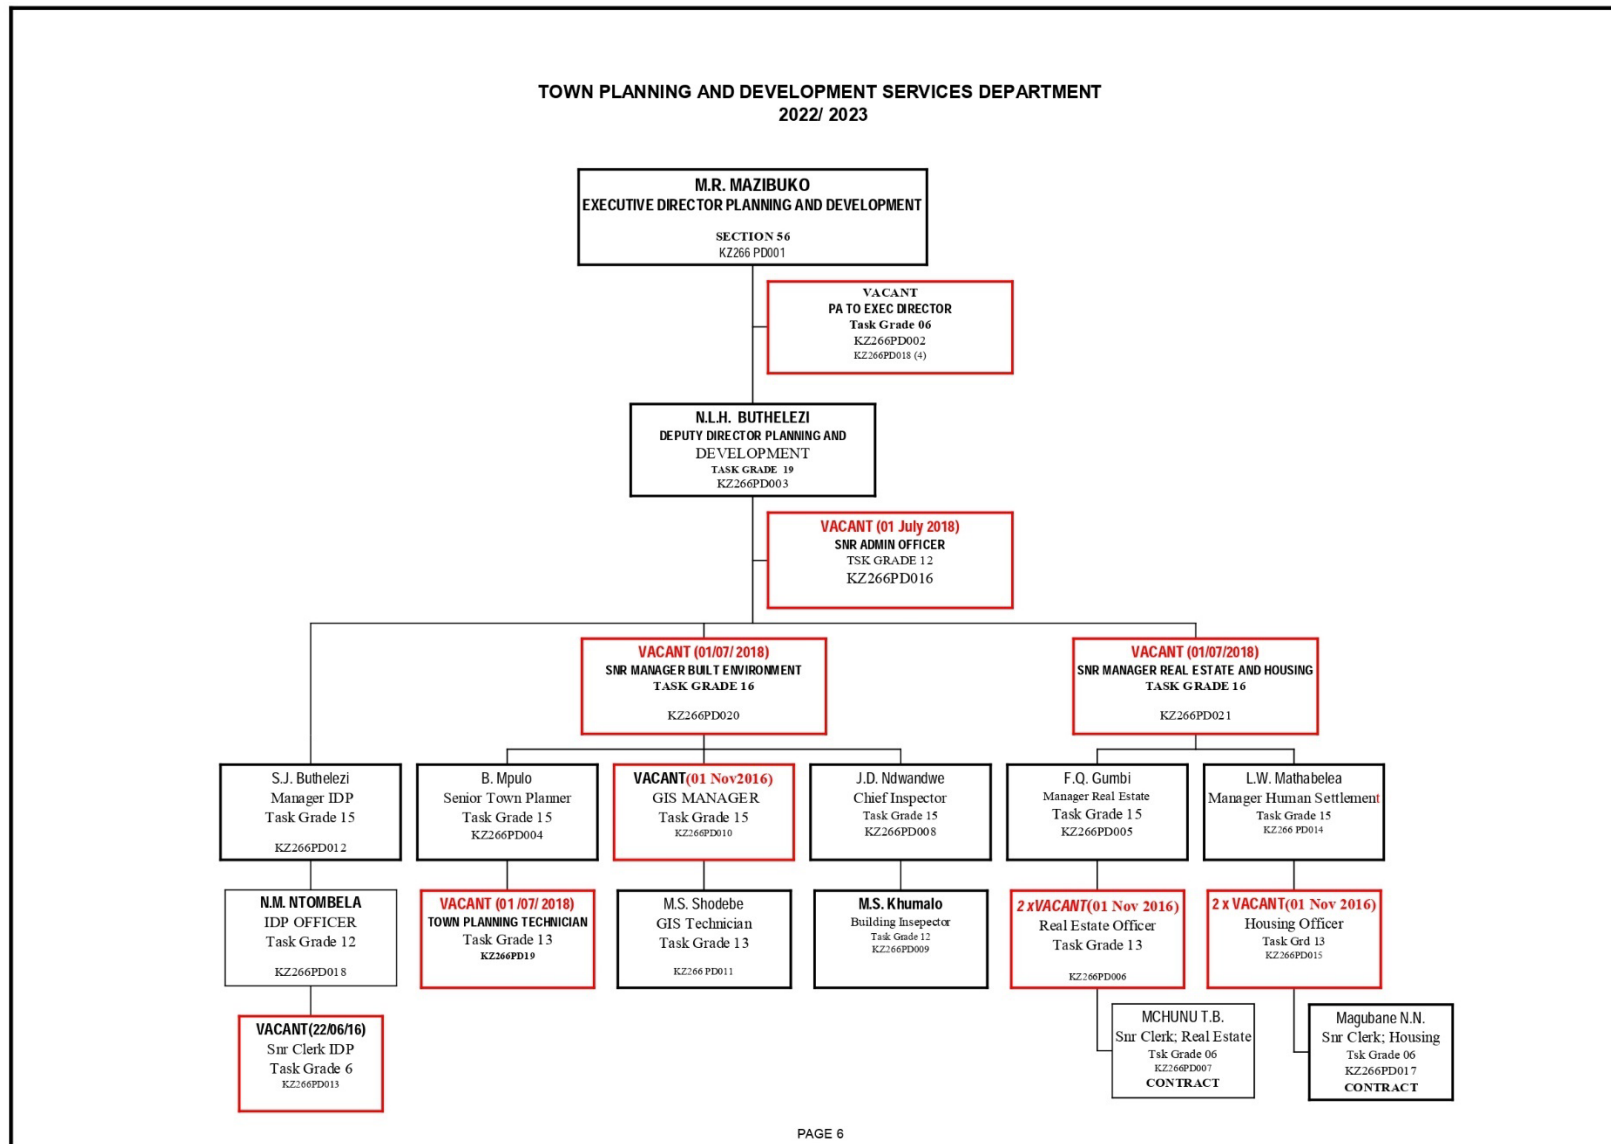 TOWN PLANNING AND DEVELOPMENT SERVICES DEPARTMENT
2022/ 2023
M.R. MAZIBUKO
EXECUTIVE DIRECTOR PLANNING AND DEVELOPMENT
SECTION 56
KZ266 PD001
VACANT
PA TO EXEC DIRECTOR
Task Grade 06
KZ266PD002
KZ266PD018 (4)
N.L.H. BUTHELEZI
DEPUTY DIRECTOR PLANNING AND
DEVELOPMENT
TASK GRADE 19
KZ266PD003
VACANT (01 July 2018)
SNR ADMIN OFFICER
TSK GRADE 12
KZ266PD016
VACANT (01/07/ 2018)
SNR MANAGER BUILT ENVIRONMENT
TASK GRADE 16
KZ266PD020
VACANT (01/07/2018)
SNR MANAGER REAL ESTATE AND HOUSING
TASK GRADE 16
KZ266PD021
S.J. Buthelezi
Manager IDP
Task Grade 15
KZ266PD012
B. Mpulo
Senior Town Planner
Task Grade 15
KZ266PD004
VACANT(01 Nov2016)
GIS MANAGER
Task Grade 15
KZ266PD010
J.D. Ndwandwe
Chief Inspector
Task Grade 15
KZ266PD008
F.Q. Gumbi
Manager Real Estate
Task Grade 15
KZ266PD005
L.W. Mathabelea
Manager Human Settlement
Task Grade 15
KZ266 PD014
N.M. NTOMBELA
IDP OFFICER
Task Grade 12
KZ266PD018
VACANT (01 /07/ 2018)
TOWN PLANNING TECHNICIAN
Task Grade 13
KZ266PD19
M.S. Shodebe
GIS Technician
Task Grade 13
KZ266 PD011
M.S. Khumalo
Building Insepector
Task Grade 12
KZ266PD009
2 xVACANT(01 Nov 2016)
Real Estate Officer
Task Grade 13
KZ266PD006
2 x VACANT(01 Nov 2016)
Housing Officer
Task Grd 13
KZ266PD015
VACANT(22/06/16)
Snr Clerk IDP
Task Grade 6
KZ266PD013
MCHUNU T.B.
Snr Clerk; Real Estate
Tsk Grade 06
KZ266PD007
CONTRACT
Magubane N.N.
Snr Clerk; Housing
Tsk Grade 06
KZ266PD017
CONTRACT
PAGE 6